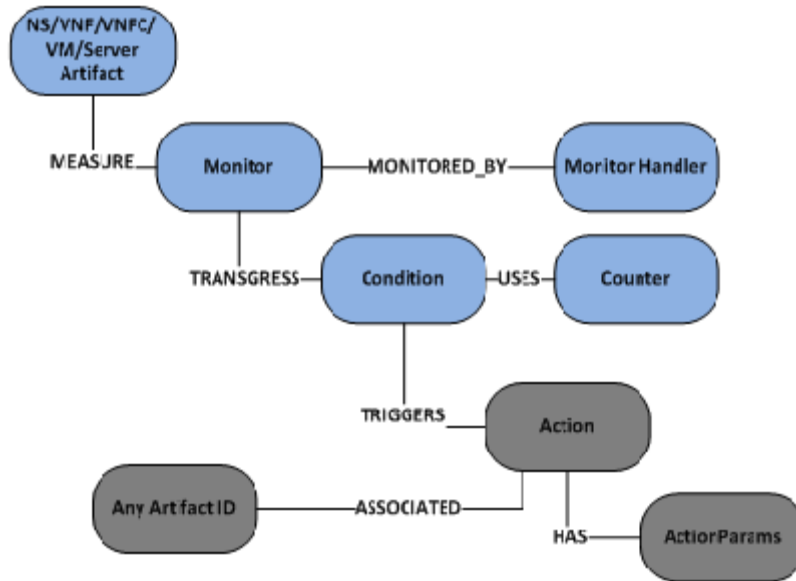 NS/VNF/VNFC/
VM/Server
Artifact
MEASURE
Monitor
MONITORED_BY
Monitor Handler
TRANSGRESS
Condition
USES
Counter
TRIGGERS
Action
Any Artifact ID
ASSOCIATED
HAS
ActionParams